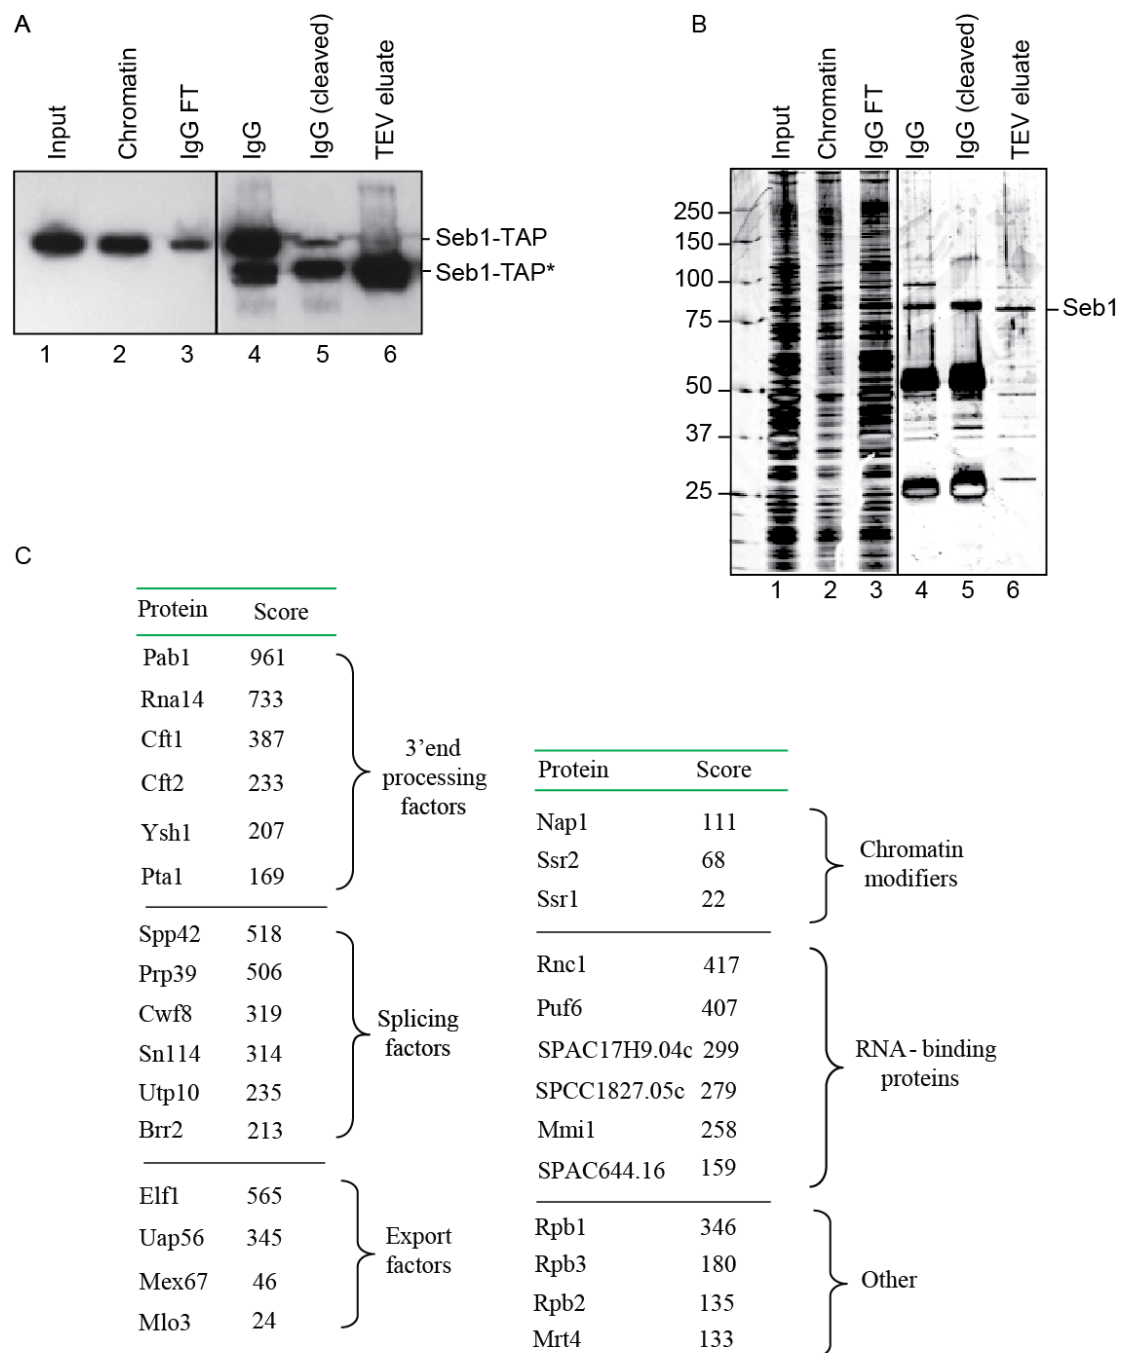 A
Input
Chromatin
IgG FT
IgG
IgG (cleaved)
TEV eluate
Seb1-TAP
Seb1-TAP*
1 2 3 4 5 6
B
Input
Chromatin
IgG FT
IgG
IgG (cleaved)
TEV eluate
250
150
100
75
50
37
25
Seb1
1 2 3 4 5 6
C
Protein Score
Pab1 961
Rna14 733
Cft1 387
Cft2 233
Ysh1 207
Pta1 169
3’end
processing
factors
Spp42 518
Prp39 506
Cwf8 319
Sn114 314
Utp10 235
Brr2 213
Splicing
factors
Elf1 565
Uap56 345
Mex67 46
Mlo3 24
Export
factors
Protein Score
Nap1 111
Ssr2 68
Ssr1 22
Chromatin
modifiers
Rnc1 417
Puf6 407
SPAC17H9.04c 299
SPCC1827.05c 279
Mmi1 258
SPAC644.16 159
RNA - binding
proteins
Rpb1 346
Rpb3 180
Rpb2 135
Mrt4 133
Other